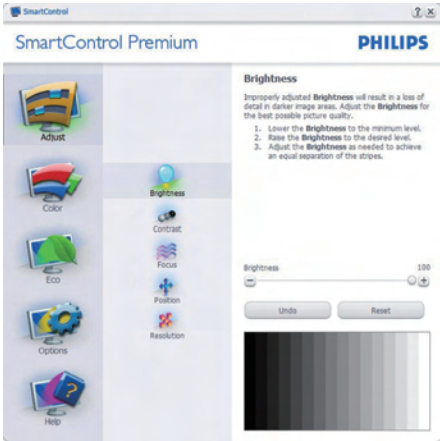 SmartControl
SmartControl Premium
PHILIPS
Adjust
Color
Eco
Options
Help
Brightness
Contrast
Focus
Position
Resolution
Brightness
Improperly adjusted Brightness will result in a loss of
detail in darker image areas. Adjust the Brightness for
the best possible picture quality.
1. Lower the Brightness to the minimum level.
2. Raise the Brightness to the desired level.
3. Adjust the Brightness as needed to achieve
an equal separation of the stripes.
Brightness 100
Undo Reset